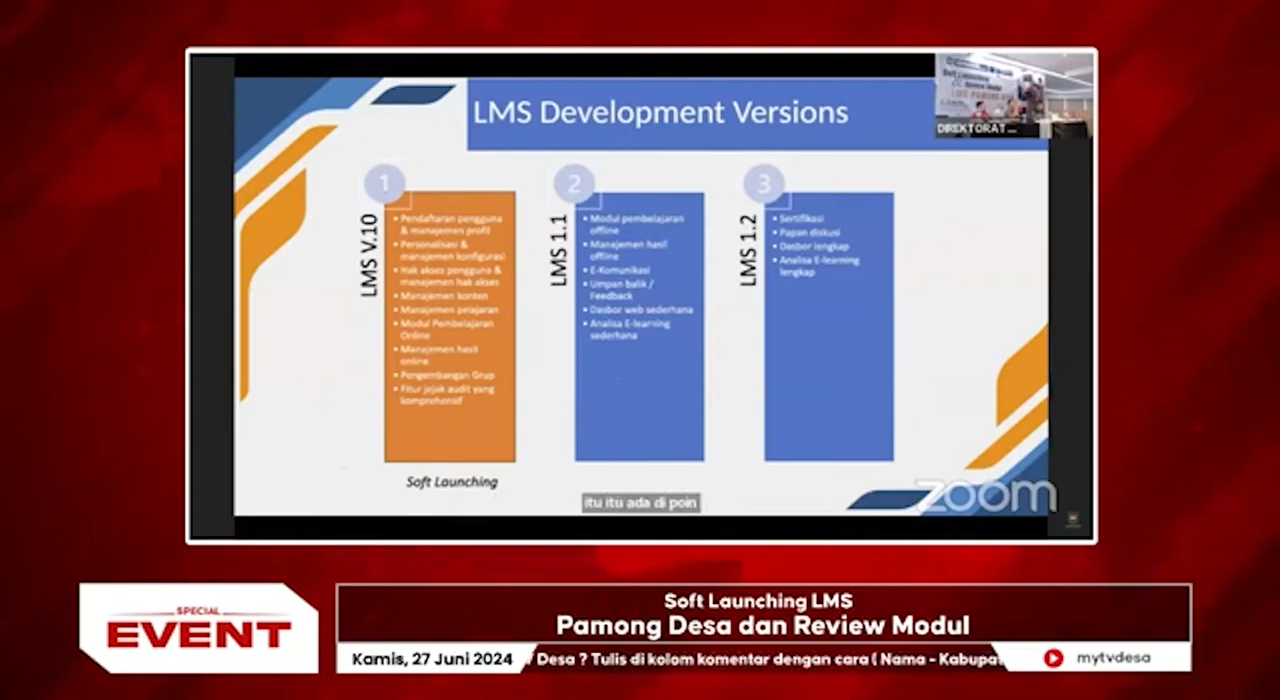 LMS Development Versions
Soft Launching
DIREKTORAT ...
1
LMS V.10
▪ Pendaftaran pengguna
& manajemen profil
▪ Personalisasi &
manajemen konfigurasi
▪ Hak akses pengguna &
manajemen hak akses
▪ Manajemen konten
▪ Manajemen pelajaran
▪ Modul Pembelajaran
Online
▪ Manajemen hasil
online
▪ Pengembangan Grup
▪ Fitur jejak audit yang
komprehensif
Soft Launching
2
LMS 1.1
▪ Modul pembelajaran
offline
▪ Manajemen hasil
offline
▪ E-Komunikasi
▪ Umpan balik /
Feedback
▪ Dasbor web sederhana
▪ Analisa E-learning
sederhana
3
LMS 1.2
▪ Sertifikasi
▪ Papan diskusi
▪ Dasbor lengkap
▪ Analisa E-learning
lengkap
itu itu ada di poin
zoom
SPECIAL
EVENT
Soft Launching LMS
Pamong Desa dan Review Modul
Kamis, 27 Juni 2024
Desa ? Tulis di kolom komentar dengan cara ( Nama - Kabupat
mytvdesa